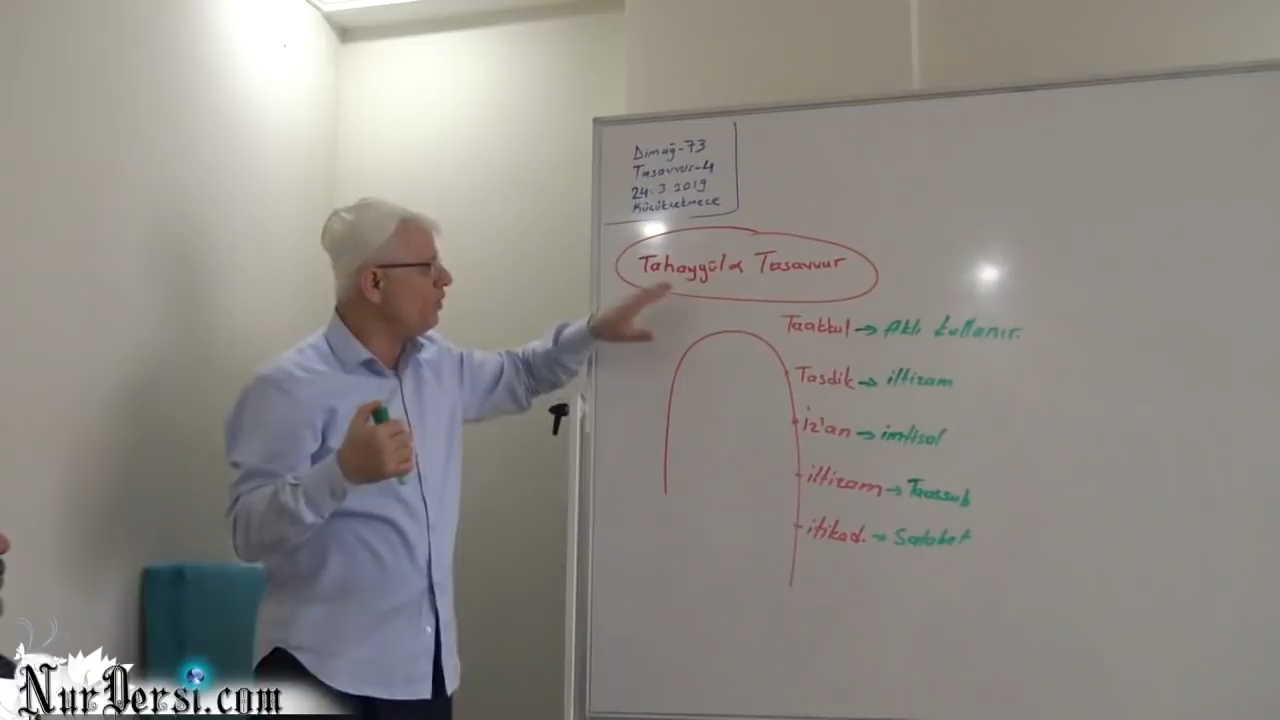 Dimağ-73
Tasavvur-4
24.3.2019
Küçükçekmece
Tahayyül & Tasavvur
Taakkul → Aklı kullanır.
Tasdik → iltizam
iz'an → imtisal
iltizam → Taassub
itikad. → Salabet
NurDersi.com